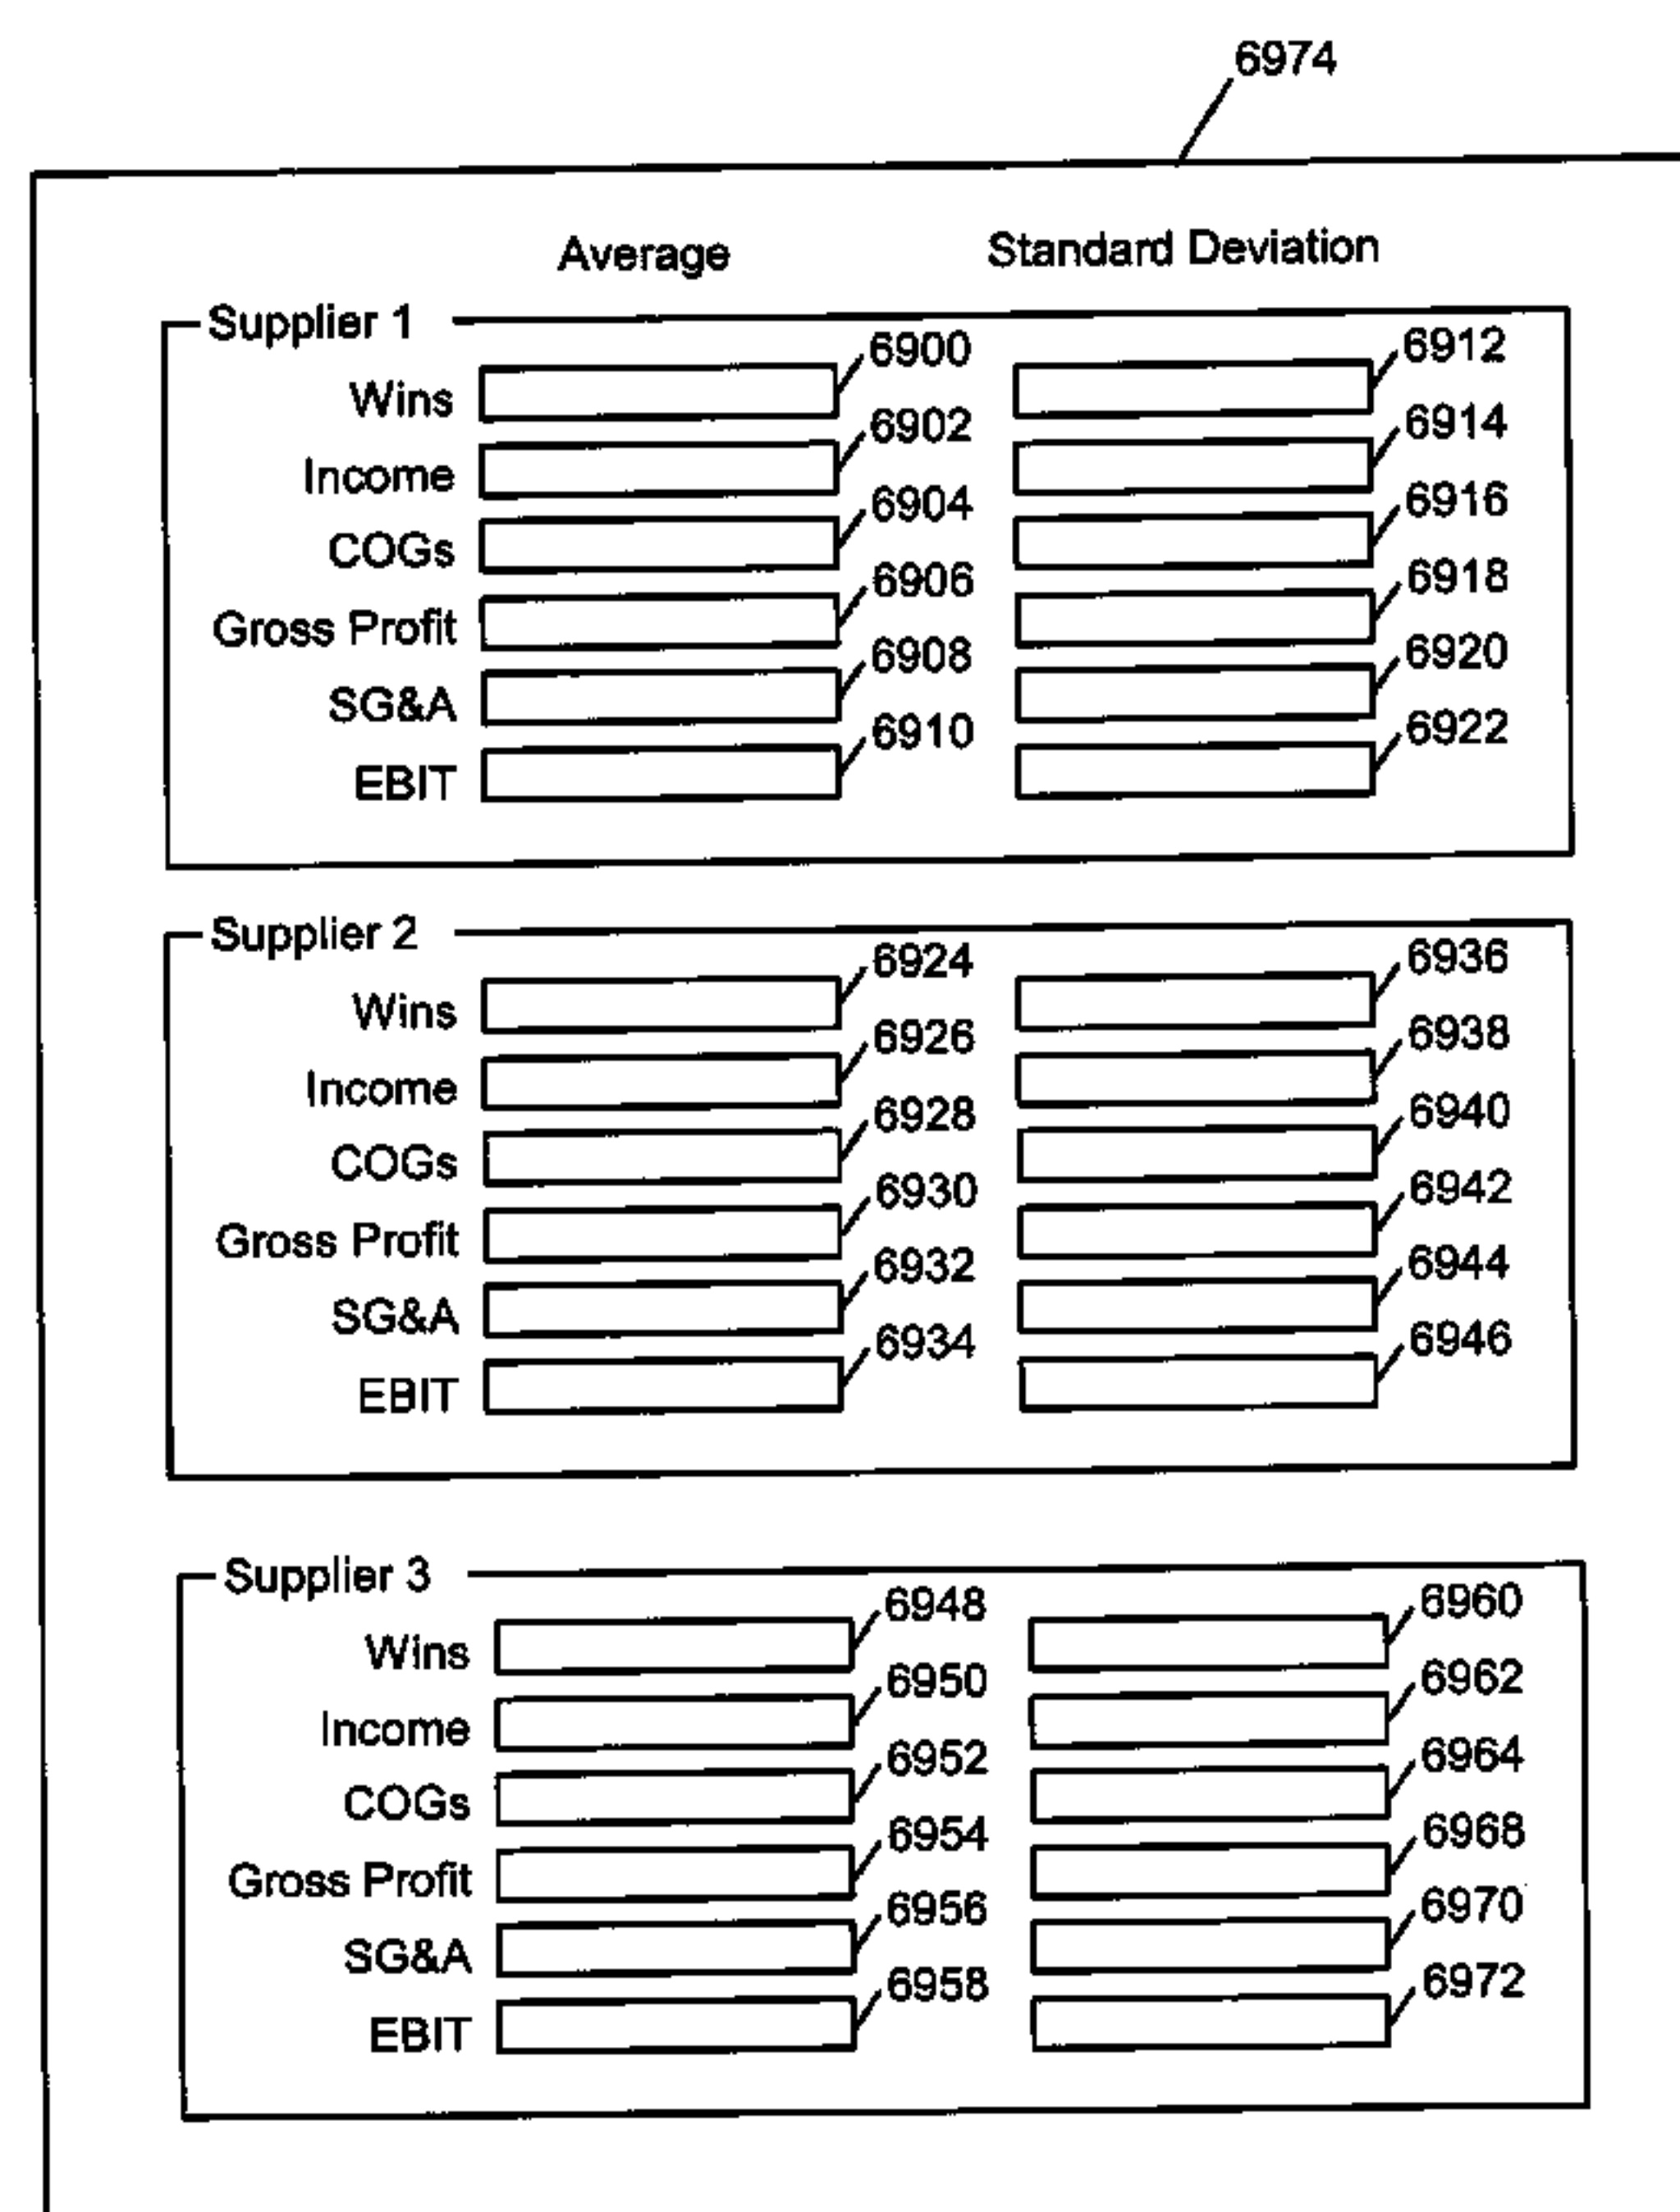 6974
Average Standard Deviation
Supplier 1
Wins 6900 6912
Income 6902 6914
COGs 6904 6916
Gross Profit 6906 6918
SG&A 6908 6920
EBIT 6910 6922
Supplier 2
Wins 6924 6936
Income 6926 6938
COGs 6928 6940
Gross Profit 6930 6942
SG&A 6932 6944
EBIT 6934 6946
Supplier 3
Wins 6948 6960
Income 6950 6962
COGs 6952 6964
Gross Profit 6954 6968
SG&A 6956 6970
EBIT 6958 6972